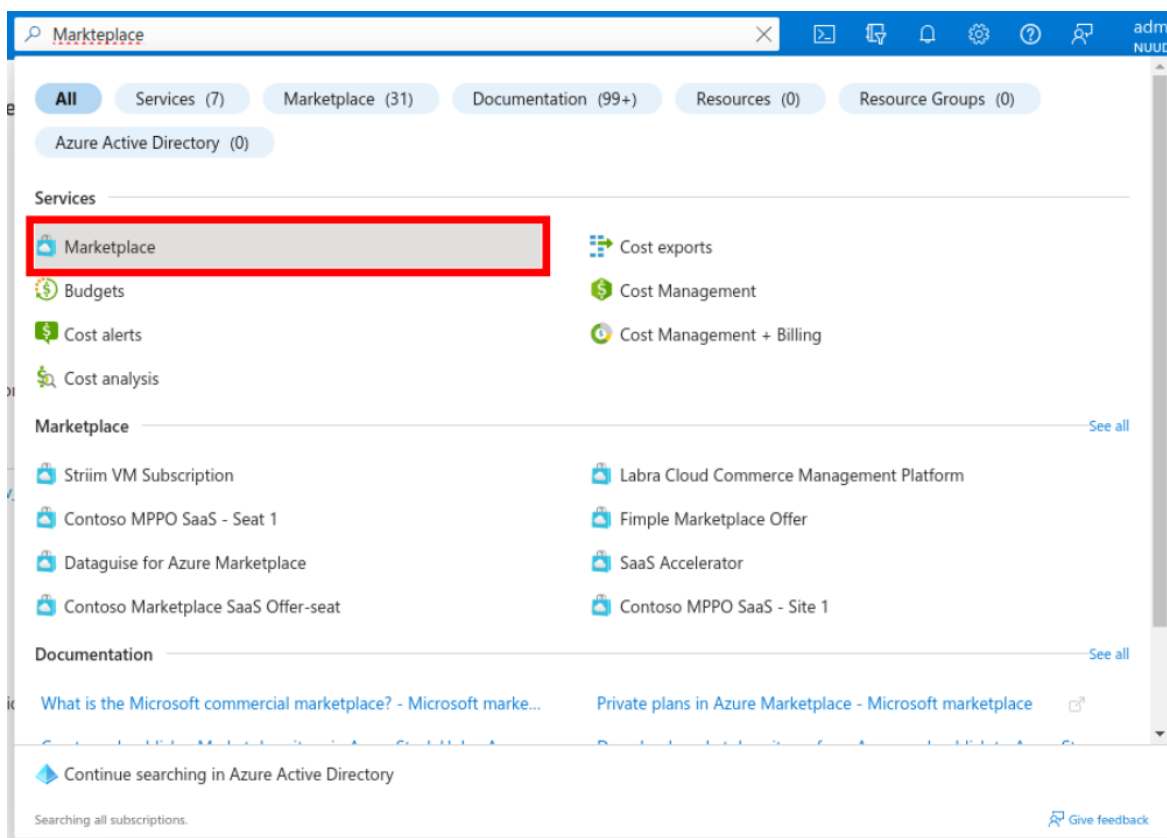 Markteplace
adm
NUUD
All
Services (7)
Marketplace (31)
Documentation (99+)
Resources (0)
Resource Groups (0)
Azure Active Directory (0)
Services
Marketplace
Cost exports
Budgets
Cost Management
Cost alerts
Cost Management + Billing
Cost analysis
Marketplace
See all
Striim VM Subscription
Labra Cloud Commerce Management Platform
Contoso MPPO SaaS - Seat 1
Fimple Marketplace Offer
Dataguise for Azure Marketplace
SaaS Accelerator
Contoso Marketplace SaaS Offer-seat
Contoso MPPO SaaS - Site 1
Documentation
See all
What is the Microsoft commercial marketplace? - Microsoft marke...
Private plans in Azure Marketplace - Microsoft marketplace
Continue searching in Azure Active Directory
Searching all subscriptions.
Give feedback